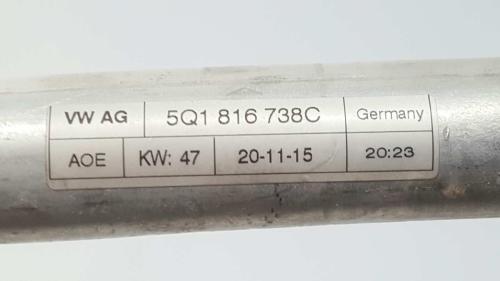 VW AG 5Q1 816 738C Germany
AOE KW: 47 20-11-15 20:23